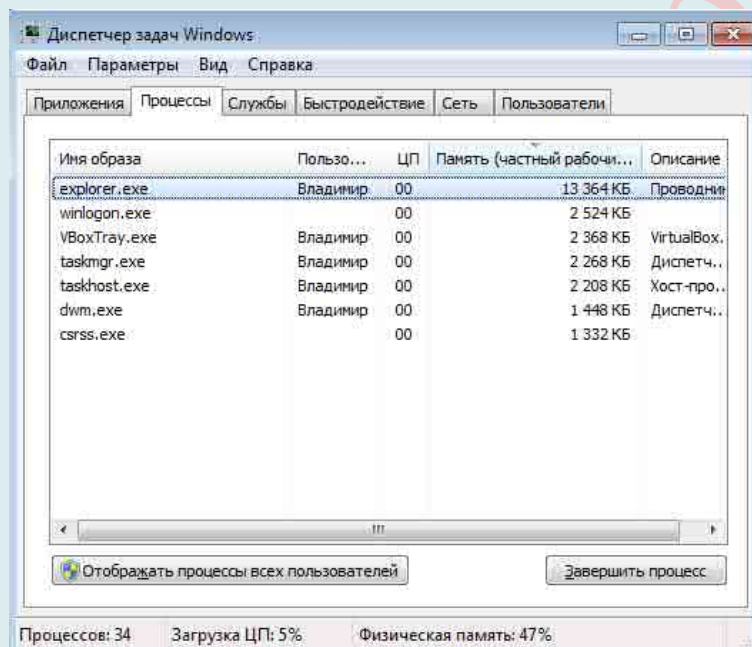 Диспетчер задач Windows
Файл Параметры Вид Справка
Приложения Процессы Службы Быстродействие Сеть Пользователи
Имя образа Пользо... ЦП Память (частный рабочи... Описание
explorer.exe Владимир 00 13 364 КБ Проводник
winlogon.exe 00 2 524 КБ
VBoxTray.exe Владимир 00 2 368 КБ VirtualBox.
taskmgr.exe Владимир 00 2 268 КБ Диспетч...
taskhost.exe Владимир 00 2 208 КБ Хост-про...
dwm.exe Владимир 00 1 448 КБ Диспетч...
csrss.exe 00 1 332 КБ
Отображать процессы всех пользователей Завершить процесс
Процессов: 34 Загрузка ЦП: 5% Физическая память: 47%